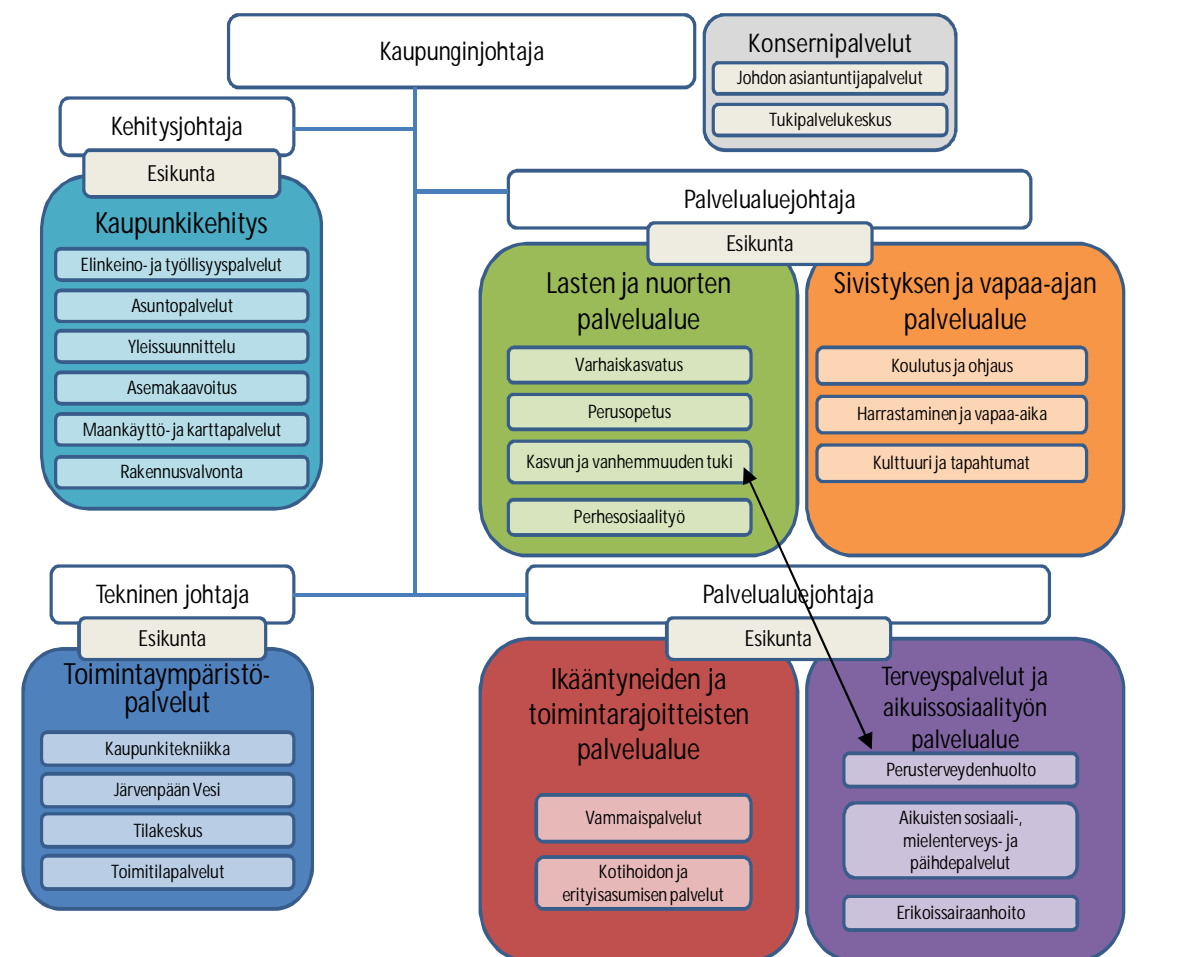 Kaupunginjohtaja
Konsernipalvelut
Johdon asiantuntijapalvelut
Tukipalvelukeskus
Kehitysjohtaja
Esikunta
Kaupunkikehitys
Elinkeino- ja työllisyyspalvelut
Asuntopalvelut
Yleissuunnittelu
Asemakaavoitus
Maankäyttö- ja karttapalvelut
Rakennusvalvonta
Palvelualuejohtaja
Esikunta
Lasten ja nuorten
palvelualue
Varhaiskasvatus
Perusopetus
Kasvun ja vanhemmuuden tuki
Perhesosiaalityö
Sivistyksen ja vapaa-ajan
palvelualue
Koulutus ja ohjaus
Harrastaminen ja vapaa-aika
Kulttuuri ja tapahtumat
Tekninen johtaja
Esikunta
Toimintaympäristö-
palvelut
Kaupunkitekniikka
Järvenpään Vesi
Tilakeskus
Toimitilapalvelut
Palvelualuejohtaja
Esikunta
Ikääntyneiden ja
toimintarajoitteisten
palvelualue
Vammaispalvelut
Kotihoidon ja
erityisasumisen palvelut
Terveyspalvelut ja
aikuissosiaalityön
palvelualue
Perusterveydenhuolto
Aikuisten sosiaali-,
mielenterveys- ja
päihdepalvelut
Erikoissairaanhoito